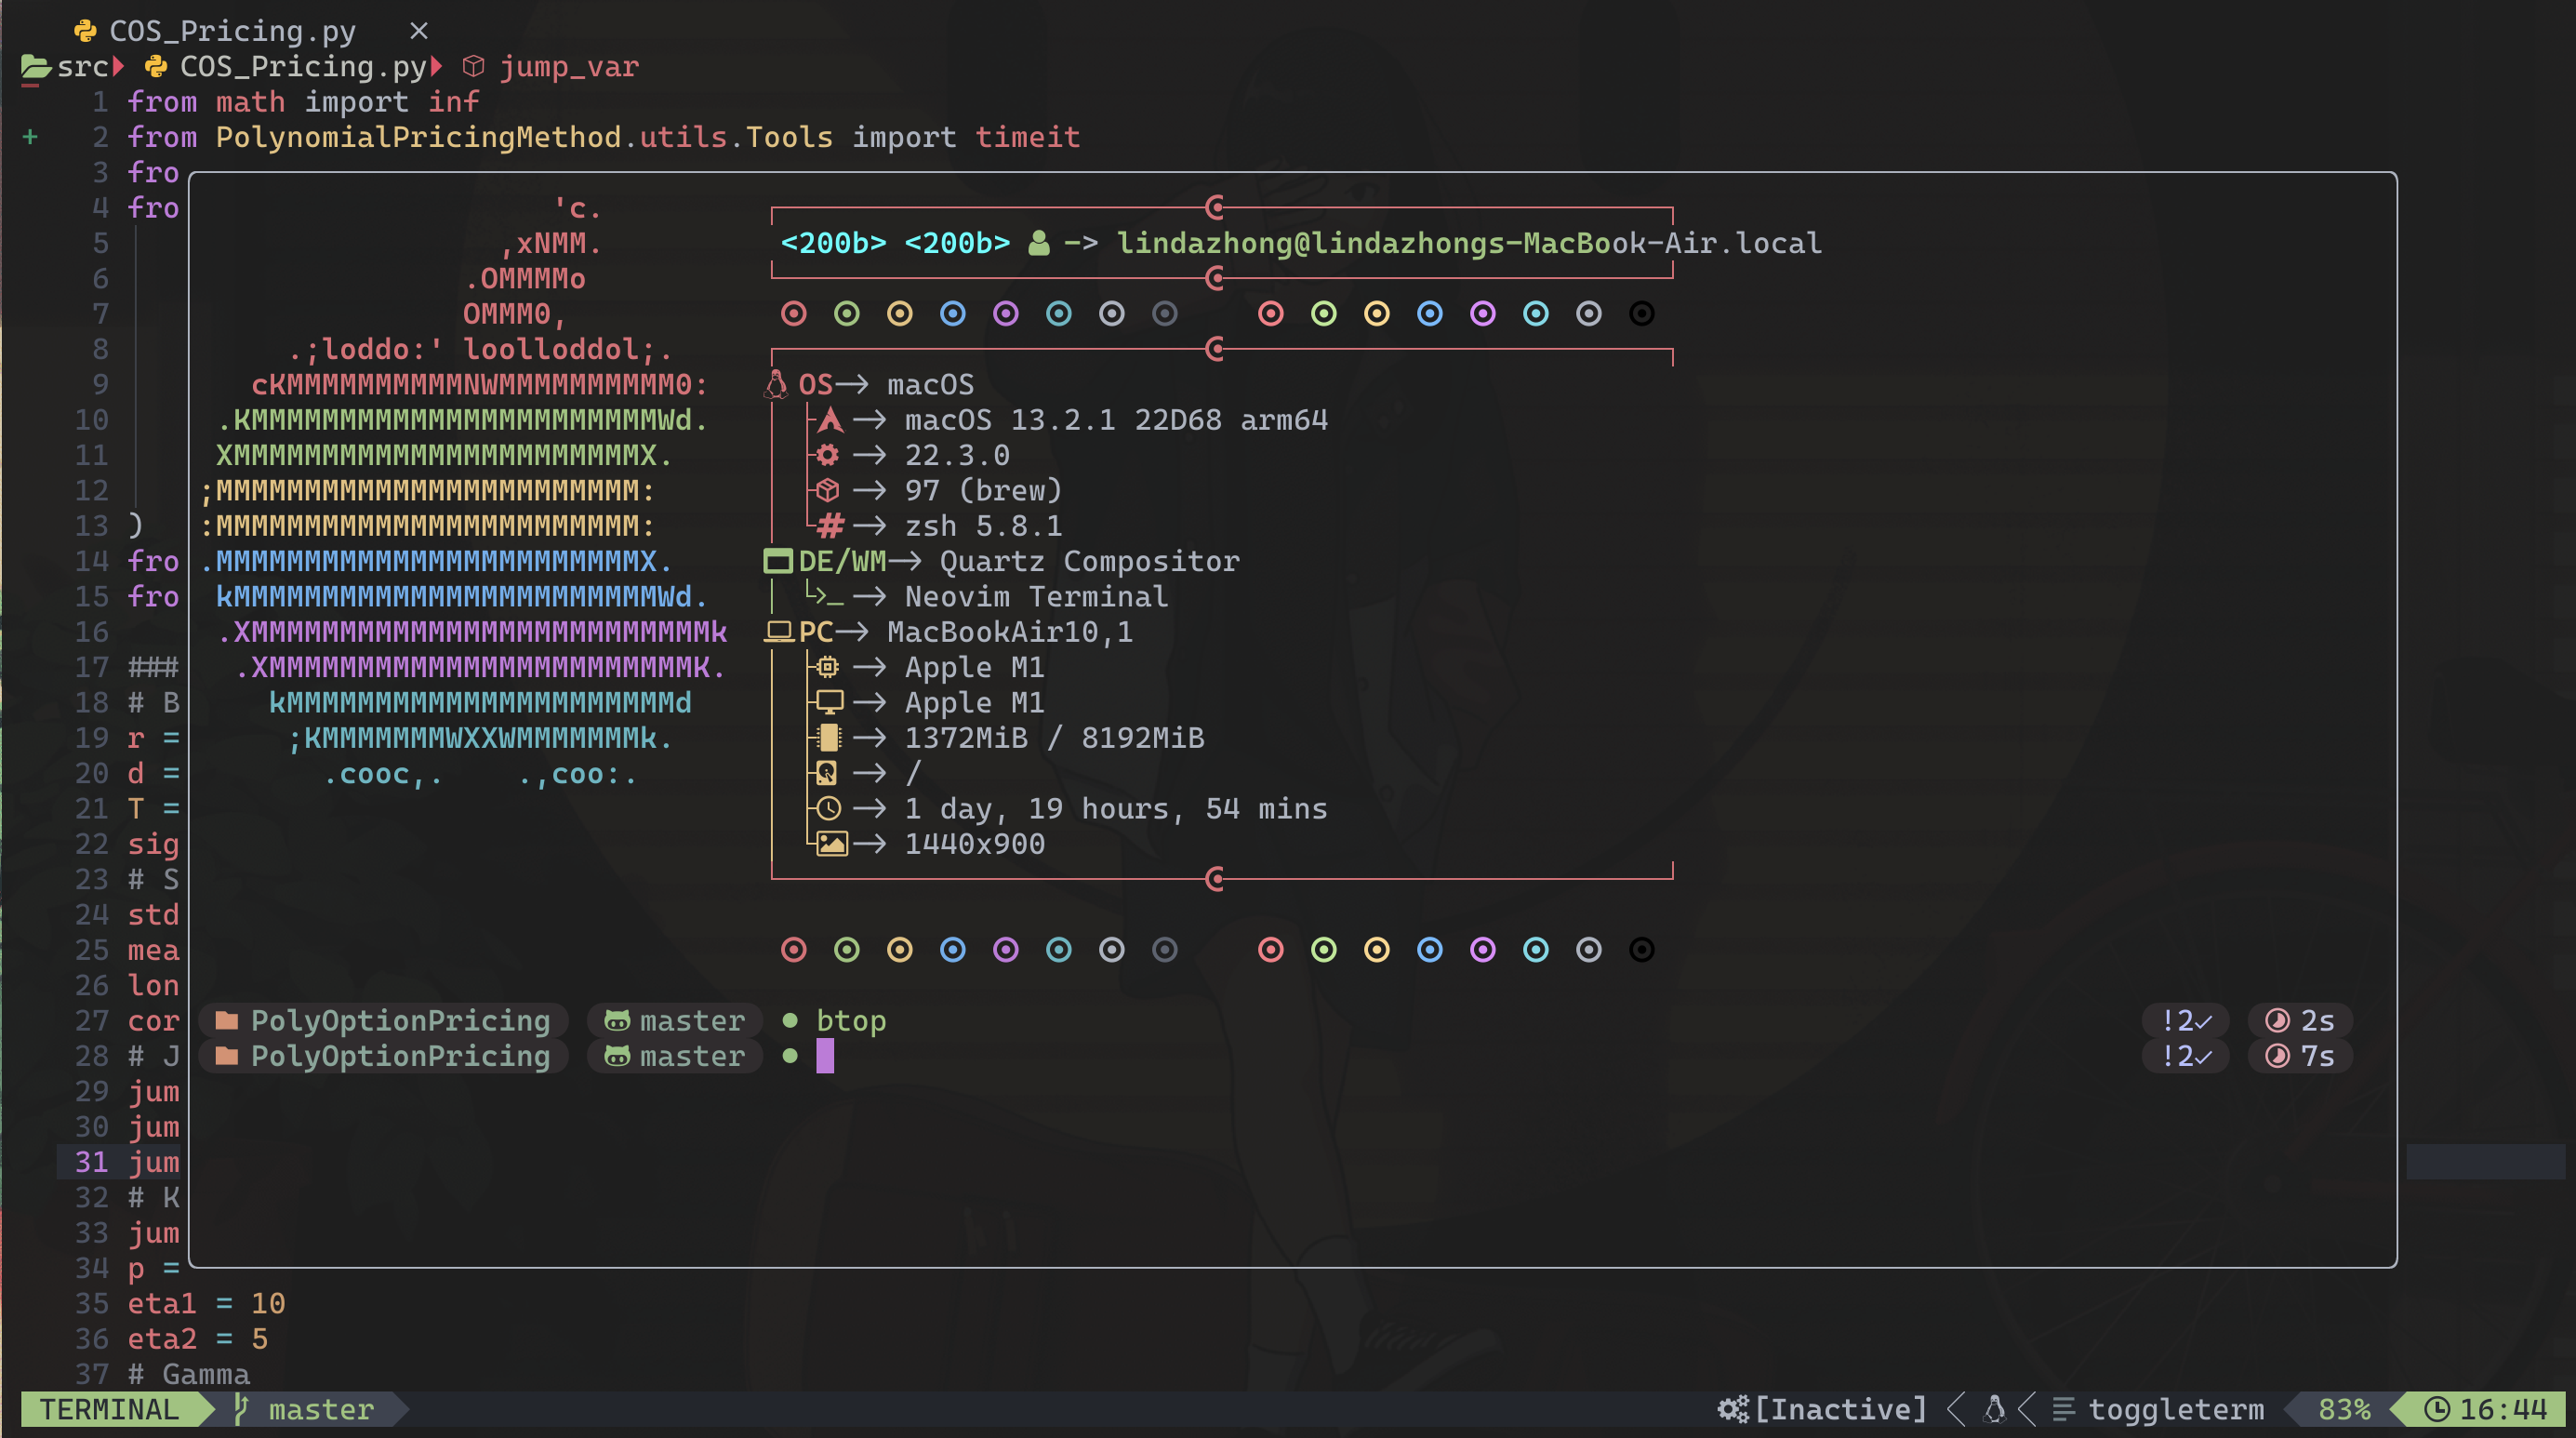 COS_Pricing.py ×
src COS_Pricing.py jump_var
1 from math import inf
+ 2 from PolynomialPricingMethod.utils.Tools import timeit
3 fro
4 fro
5
6
7
8
9
10
11
12
13 )
14 fro
15 fro
16
17 ###
18 # B
19 r =
20 d =
21 T =
22 sig
23 # S
24 std
25 mea
26 lon
27 cor
28 # J
29 jum
30 jum
31 jum
32 # K
33 jum
34 p =
35 eta1 = 10
36 eta2 = 5
37 # Gamma
'c.
,xNMM.
.OMMMMo
OMMM0,
.;loddo:' loolloddol;.
cKMMMMMMMMMMNWMMMMMMMMMM0:
.KMMMMMMMMMMMMMMMMMMMMMMMWd.
XMMMMMMMMMMMMMMMMMMMMMMMX.
;MMMMMMMMMMMMMMMMMMMMMMMM:
:MMMMMMMMMMMMMMMMMMMMMMMM:
.MMMMMMMMMMMMMMMMMMMMMMMMX.
kMMMMMMMMMMMMMMMMMMMMMMMMWd.
.XMMMMMMMMMMMMMMMMMMMMMMMMMMk
.XMMMMMMMMMMMMMMMMMMMMMMMMK.
kMMMMMMMMMMMMMMMMMMMMMMd
;KMMMMMMMWXXWMMMMMMMk.
.cooc,. .,coo:.
<200b> <200b> -> lindazhong@lindazhongs-MacBook-Air.local
OS→ macOS
→ macOS 13.2.1 22D68 arm64
→ 22.3.0
→ 97 (brew)
# → zsh 5.8.1
DE/WM→ Quartz Compositor
>_ → Neovim Terminal
PC→ MacBookAir10,1
→ Apple M1
→ Apple M1
→ 1372MiB / 8192MiB
→ /
→ 1 day, 19 hours, 54 mins
→ 1440x900
PolyOptionPricing master ● btop !2✓ 2s
PolyOptionPricing master ● !2✓ 7s
TERMINAL master [Inactive] toggleterm 83% 16:44